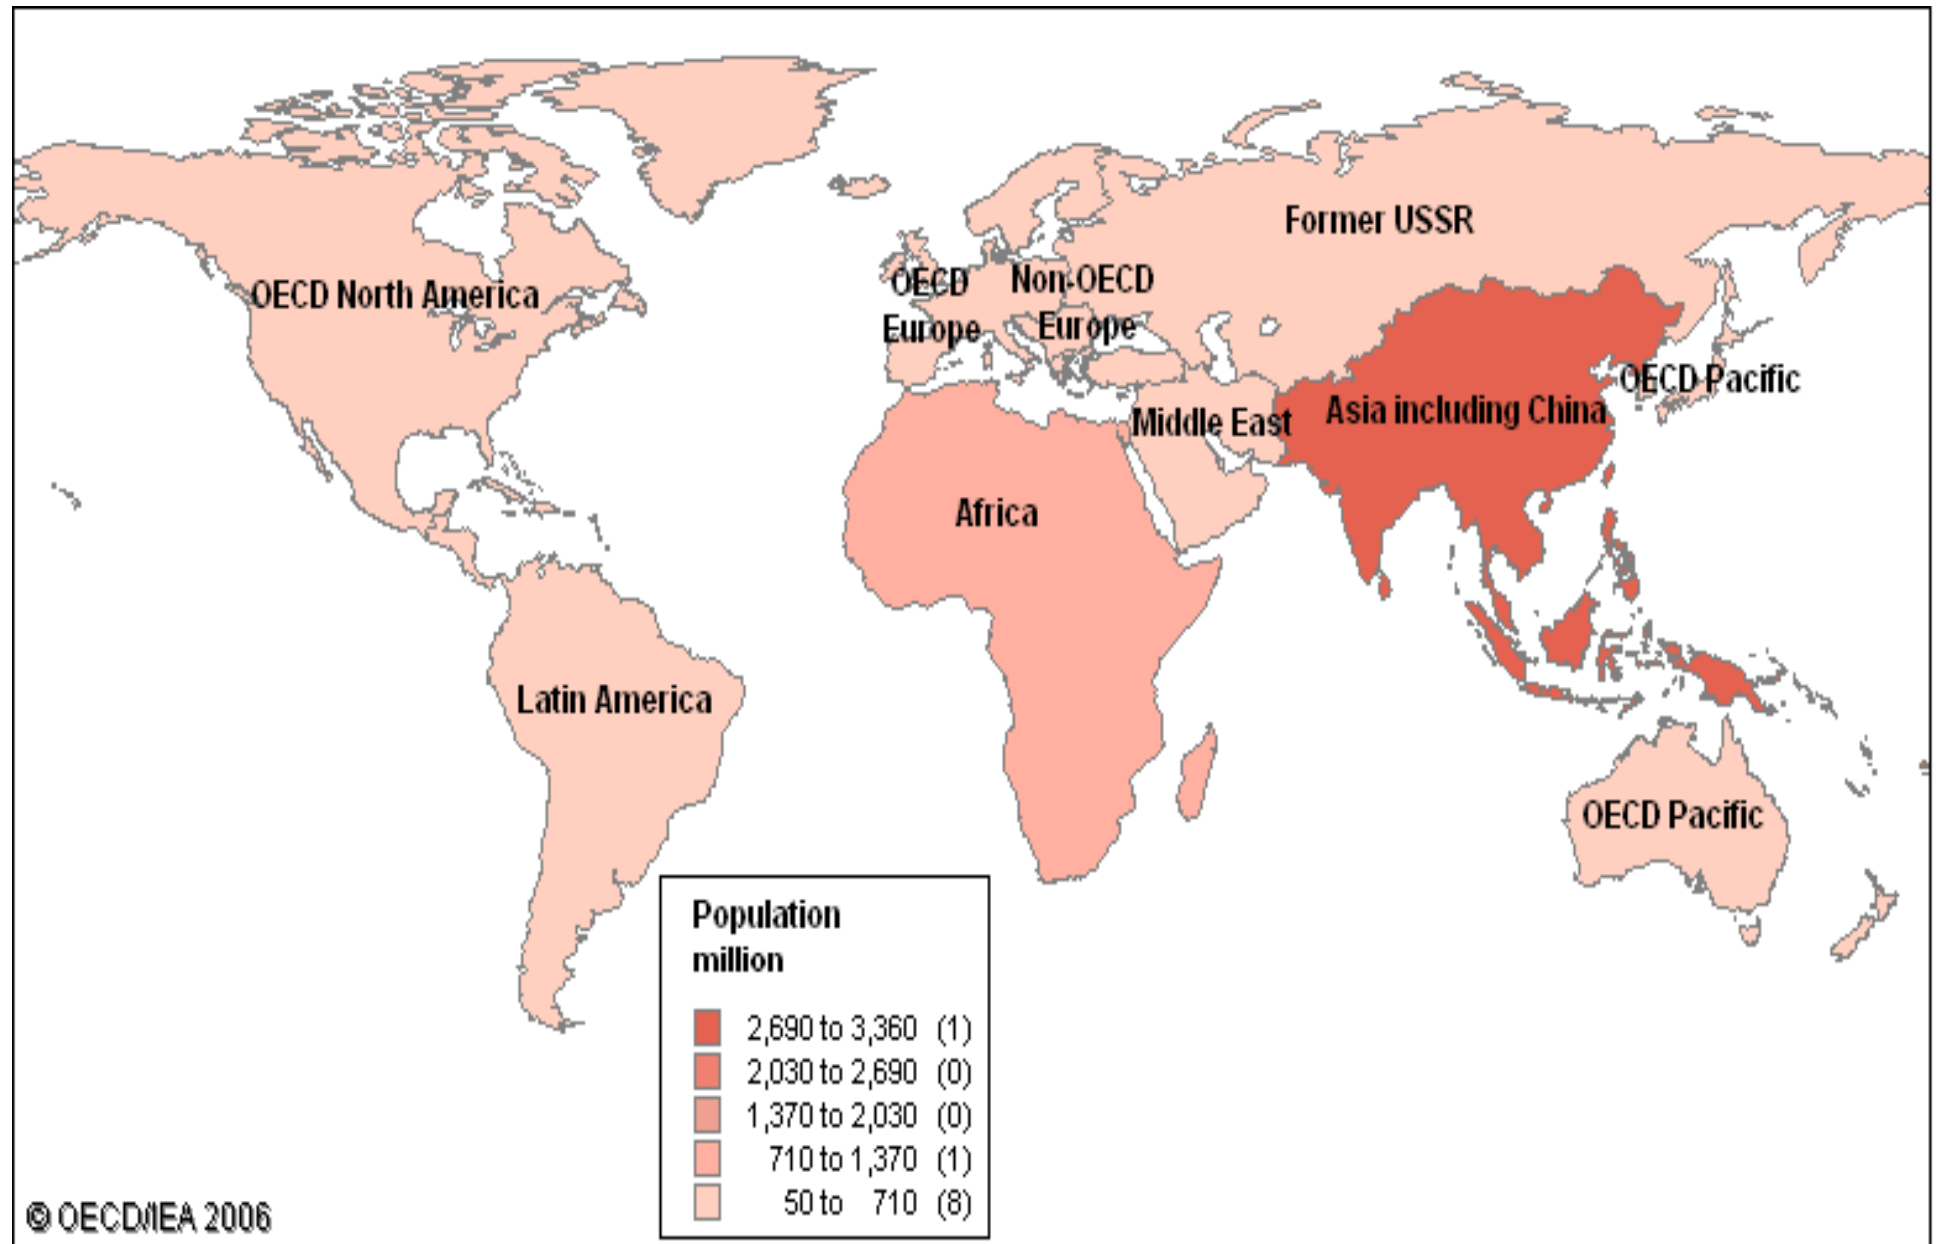 Former USSR
OECD North America
OECD
Europe
Non-OECD
Europe
OECD Pacific
Middle East
Asia including China
Africa
Latin America
OECD Pacific
Population
million
2,690 to 3,360 (1)
2,030 to 2,690 (0)
1,370 to 2,030 (0)
710 to 1,370 (1)
50 to 710 (8)
© OECD/IEA 2006